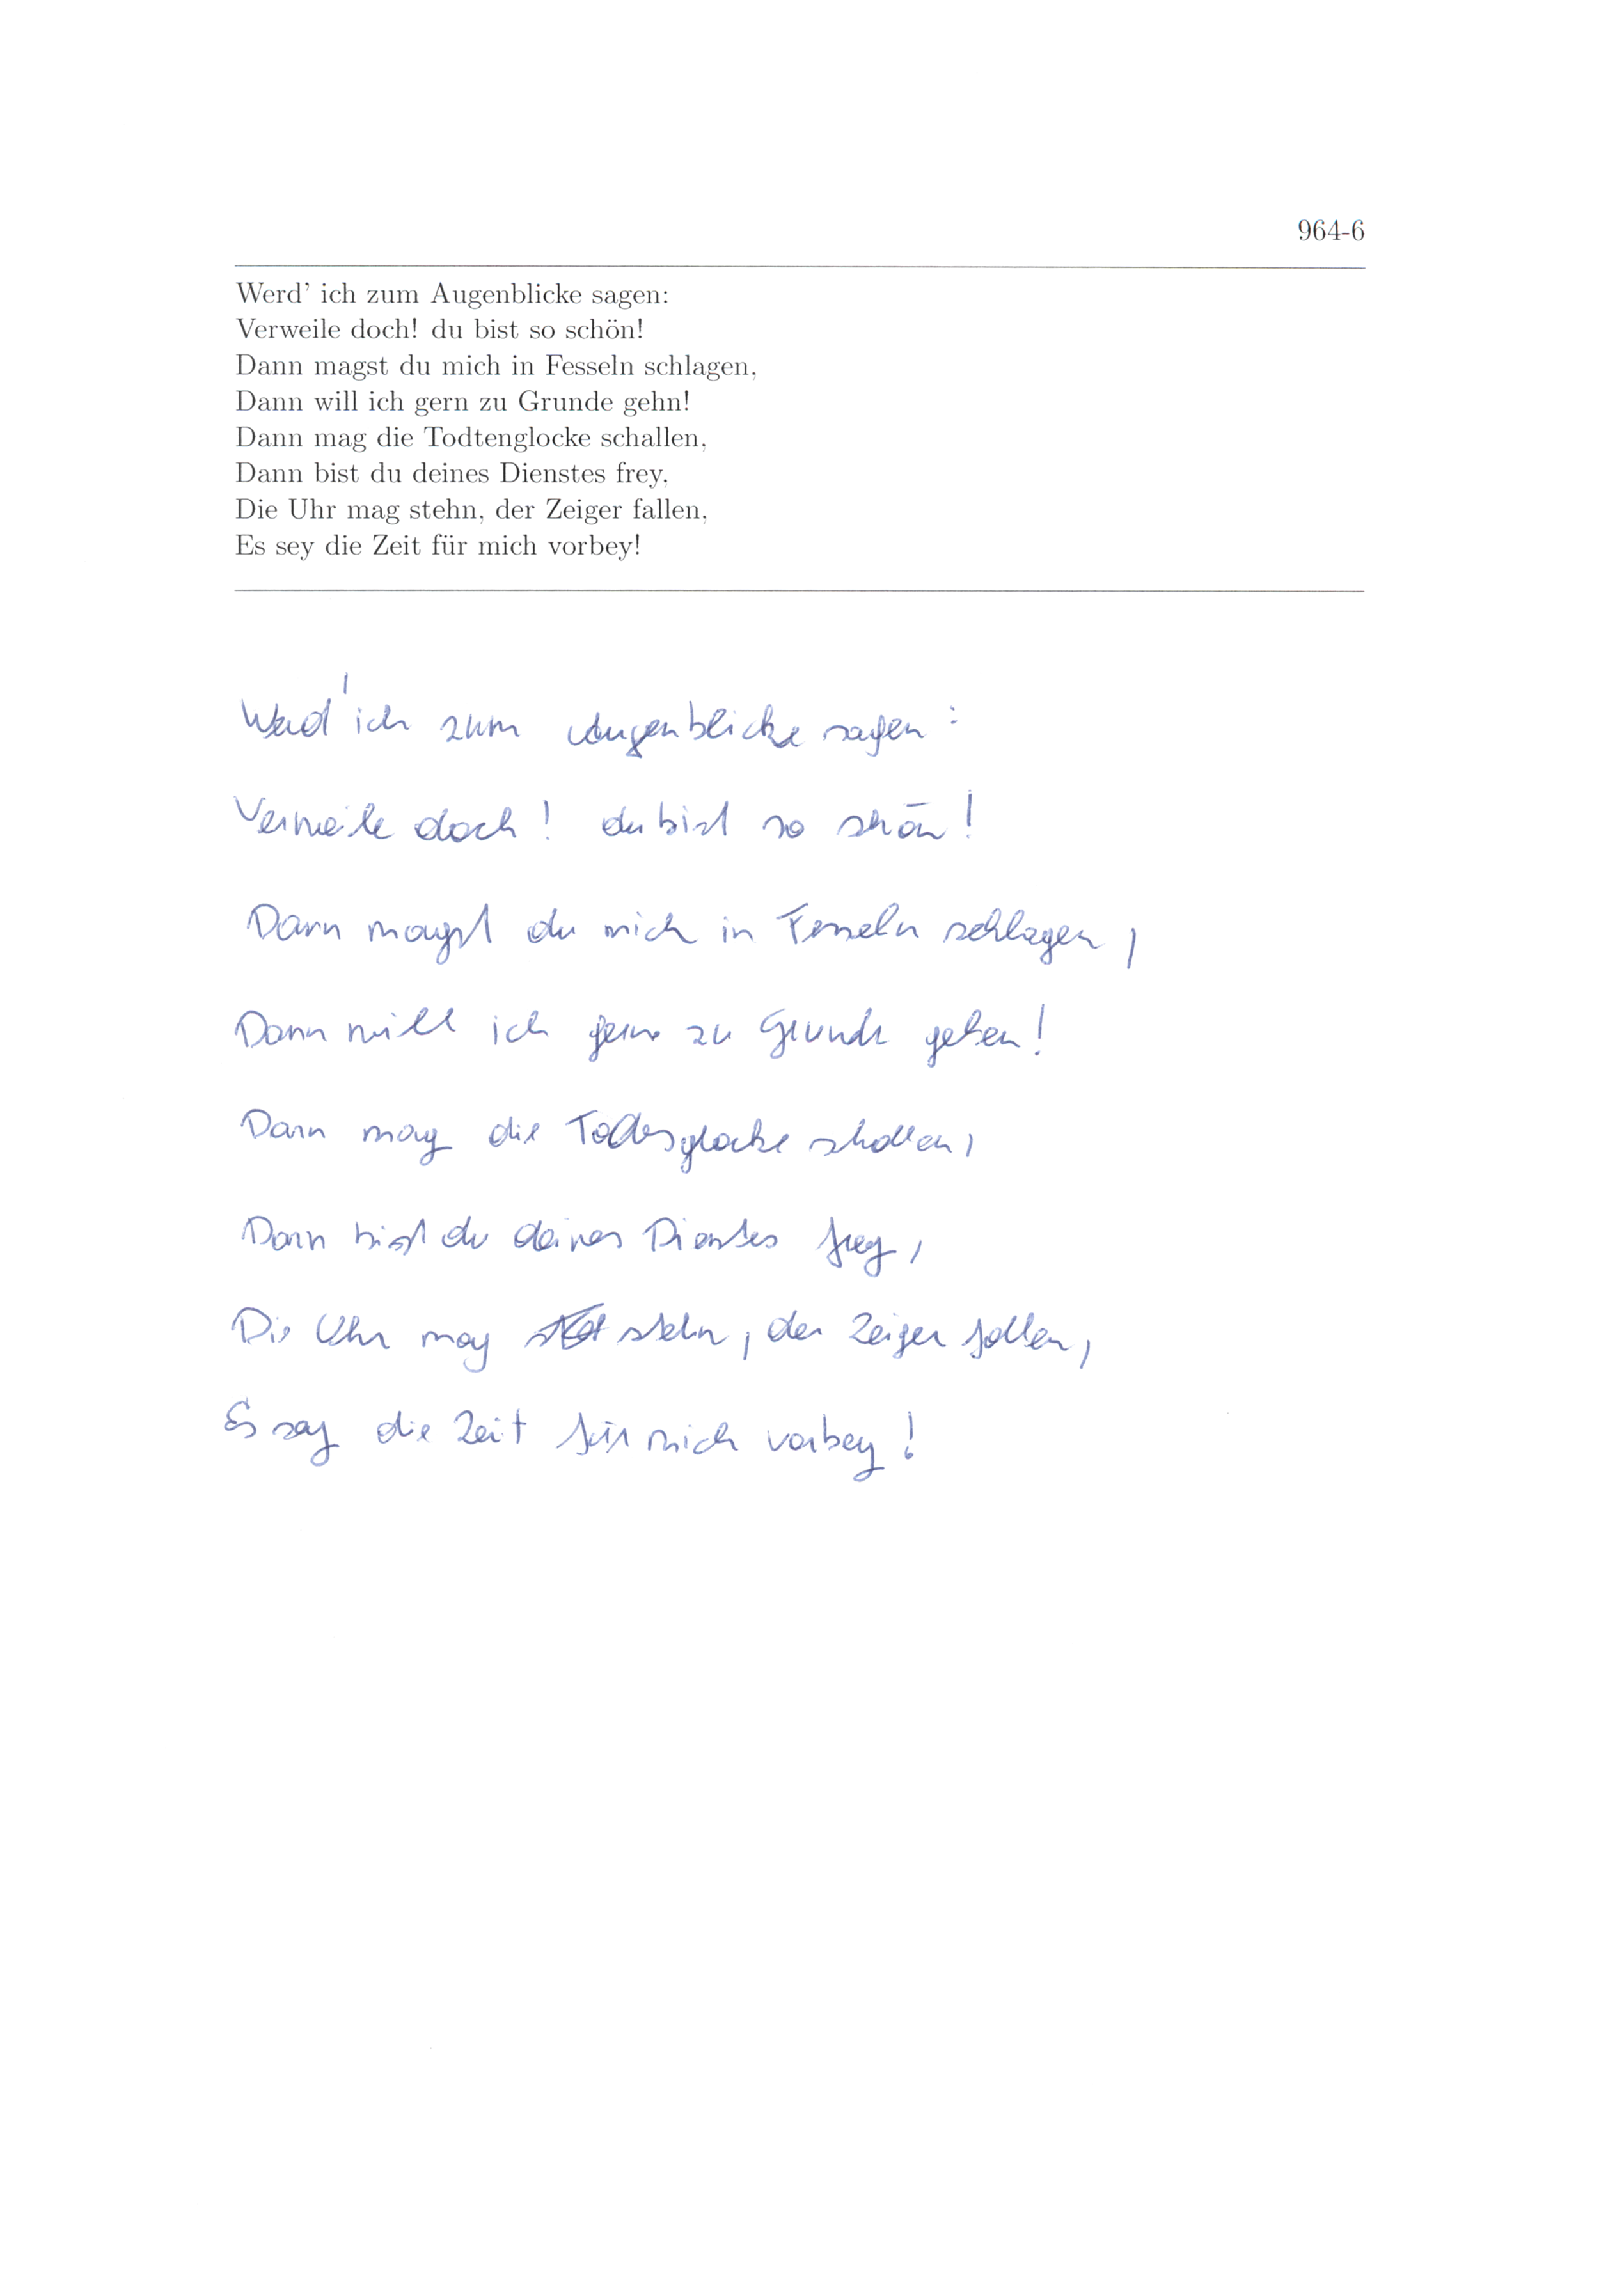 964-6
Werd' ich zum Augenblicke sagen:
Verweile doch! du bist so schön!
Dann magst du mich in Fesseln schlagen,
Dann will ich gern zu Grunde gehn!
Dann mag die Todtenglocke schallen,
Dann bist du deines Dienstes frey,
Die Uhr mag stehn, der Zeiger fallen,
Es sey die Zeit für mich vorbey!
Werd' ich zum Augenblicke sagen:
Verweile doch! du bist so schön!
Dann magst du mich in Fesseln schlagen,
Dann will ich gerne zu Grunde gehen!
Dann mag die Todesglocke schallen,
Dann bist du deines Dienstes frey,
Die Uhr mag stehn, der Zeiger fallen,
Es sey die Zeit für mich vorbey!